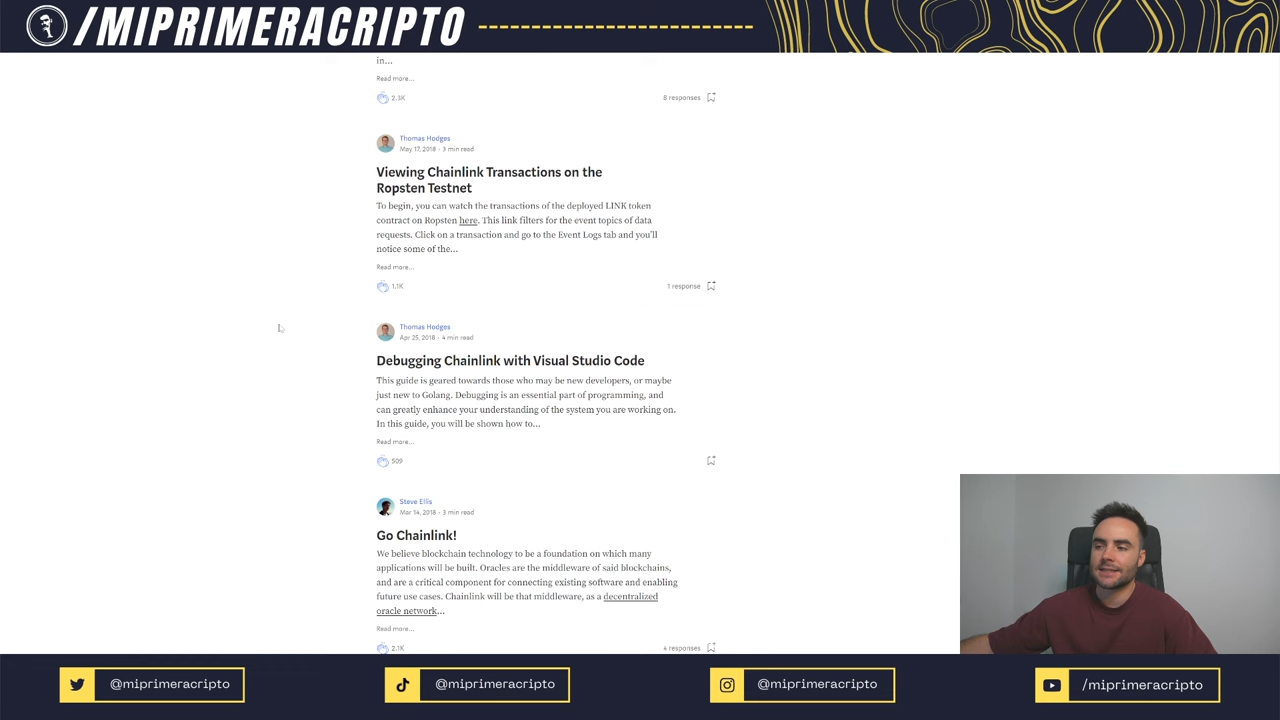 /MIPRIMERACRIPTO
in...
Read more...
2.3K
8 responses
Thomas Hodges
May 17, 2018 · 3 min read
Viewing Chainlink Transactions on the
Ropsten Testnet
To begin, you can watch the transactions of the deployed LINK token
contract on Ropsten here. This link filters for the event topics of data
requests. Click on a transaction and go to the Event Logs tab and you'll
notice some of the...
Read more...
1.1K
1 response
Thomas Hodges
Apr 25, 2018 · 4 min read
Debugging Chainlink with Visual Studio Code
This guide is geared towards those who may be new developers, or maybe
just new to Golang. Debugging is an essential part of programming, and
can greatly enhance your understanding of the system you are working on.
In this guide, you will be shown how to...
Read more...
509
Steve Ellis
Mar 14, 2018 · 3 min read
Go Chainlink!
We believe blockchain technology to be a foundation on which many
applications will be built. Oracles are the middleware of said blockchains,
and are a critical component for connecting existing software and enabling
future use cases. Chainlink will be that middleware, as a decentralized
oracle network...
Read more...
2.1K
4 responses
@miprimeracripto
@miprimeracripto
@miprimeracripto
/miprimeracripto